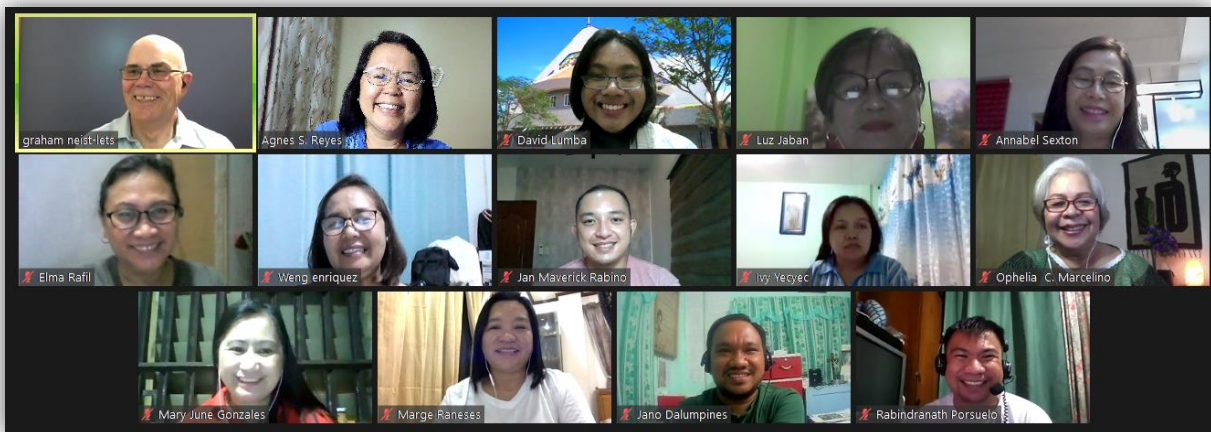 graham neist-lets
Agnes S. Reyes
David Lumba
Luz Jaban
Annabel Sexton
Elma Rafil
Weng enriquez
Jan Maverick Rabino
Ivy Yecyec
Ophelia C. Marcelino
Mary June Gonzales
Marge Raneses
Jano Dalumpines
Rabindranath Porsuelo